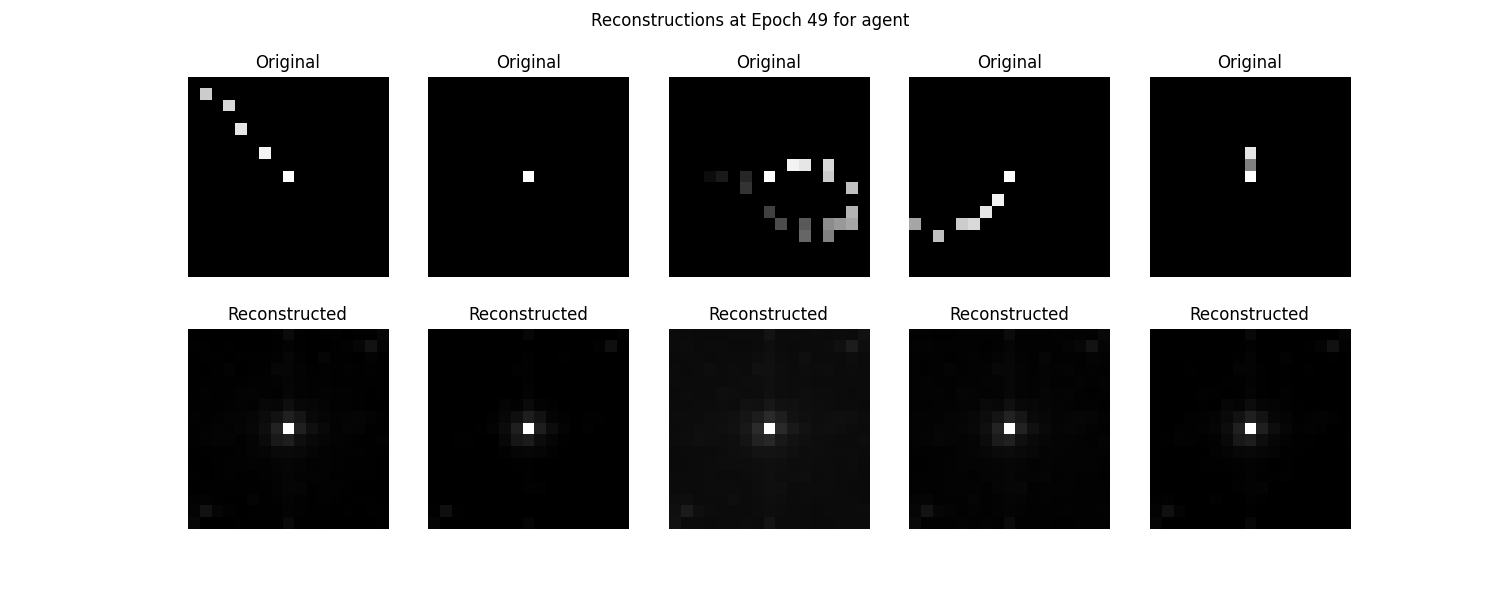 Reconstructions at Epoch 49 for agent
Original Original Original Original Original
Reconstructed Reconstructed Reconstructed Reconstructed Reconstructed